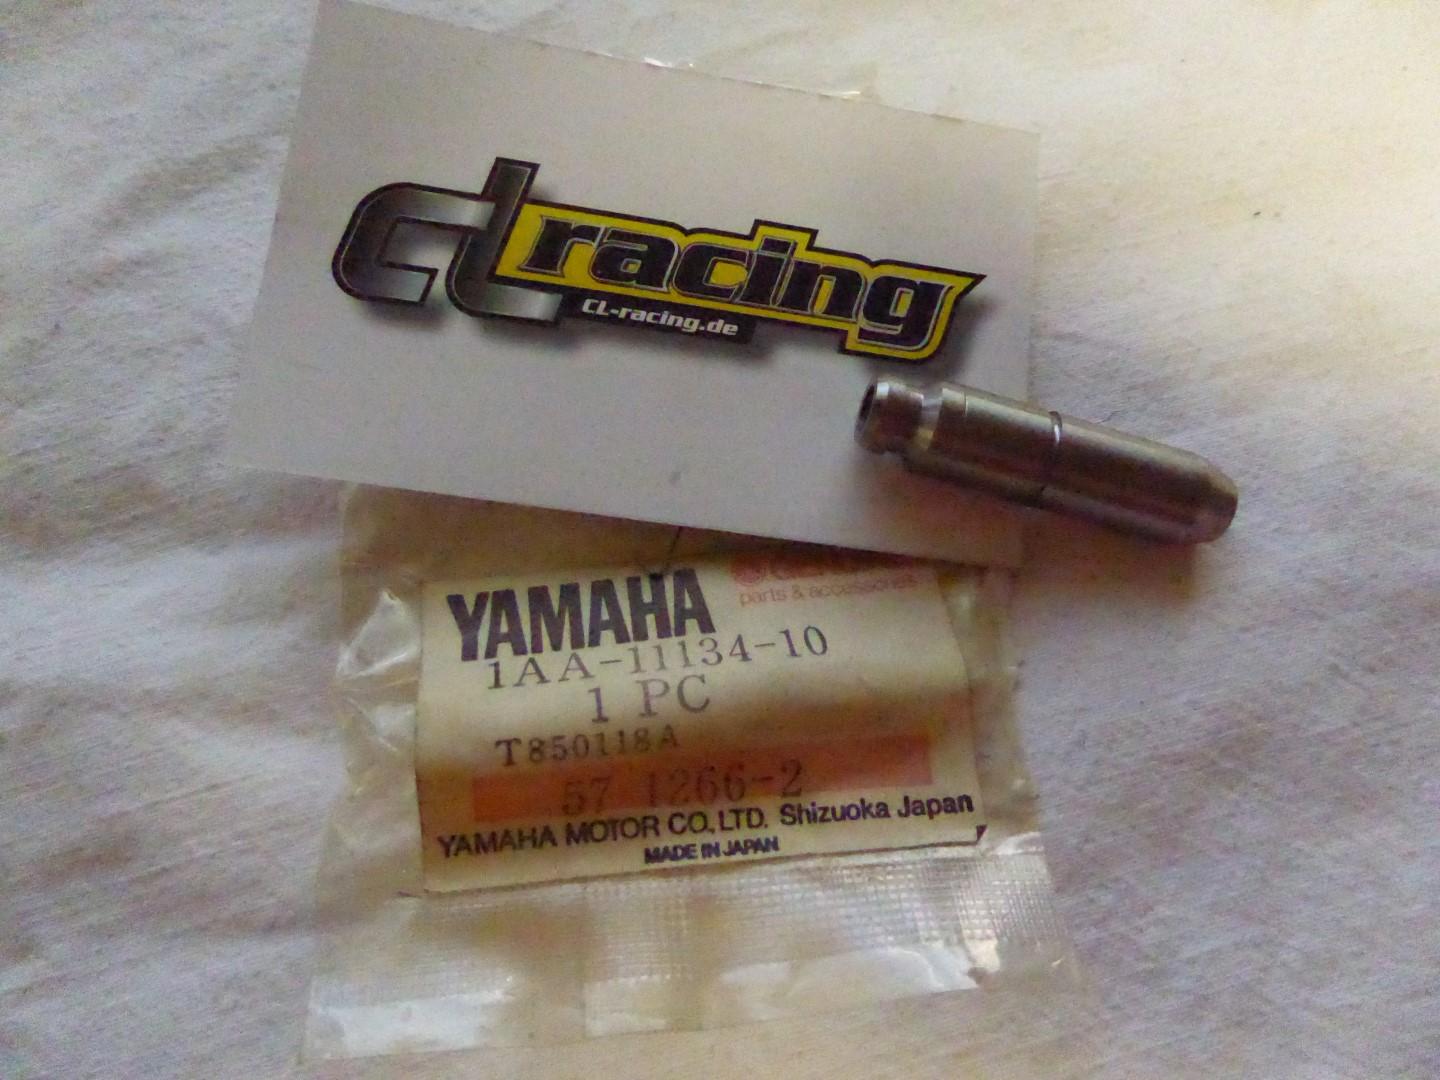 CL racing
CL-racing.de
YAMAHA
parts & accessories
1AA-11134-10
1 PC
T850118A
57 1266-2
YAMAHA MOTOR CO., LTD. Shizuoka Japan
MADE IN JAPAN